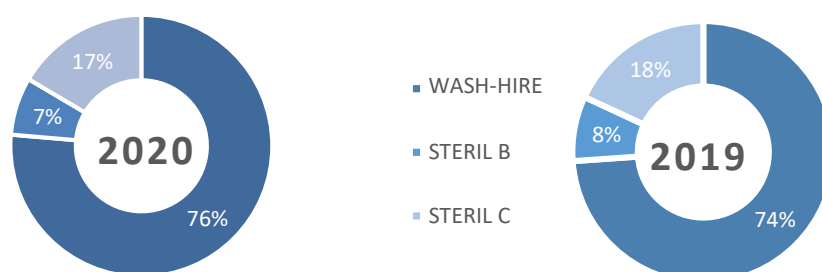 17%
7%
2020
76%
WASH-HIRE
STERIL B
STERIL C
18%
8%
2019
74%